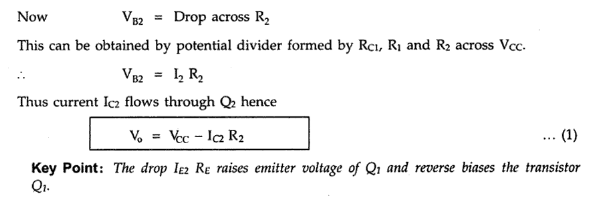 Now V_B2 = Drop across R_2
This can be obtained by potential divider formed by R_C1, R_1 and R_2 across V_CC.
∴ V_B2 = I_2 R_2
Thus current I_C2 flows through Q_2 hence
V_o = V_CC − I_C2 R_2 ... (1)
Key Point: The drop I_E2 R_E raises emitter voltage of Q_1 and reverse biases the transistor
Q_1.